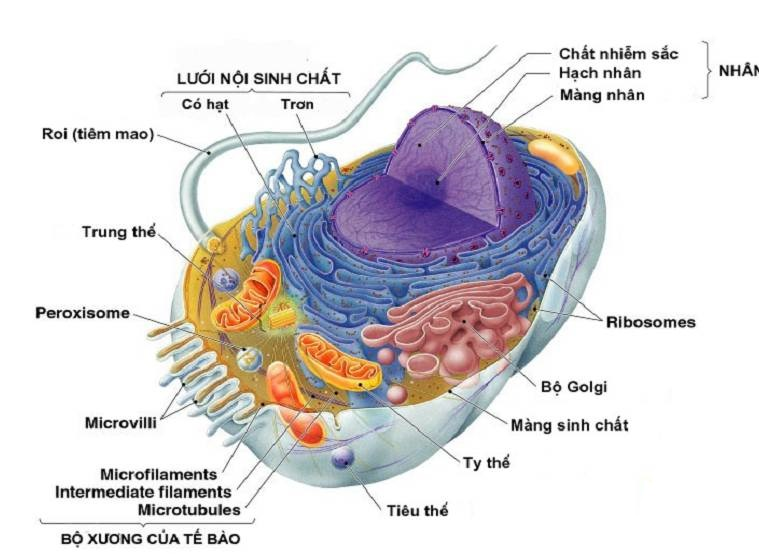 Chất nhiễm sắc
Hạch nhân
Màng nhân
NHÂN
LƯỚI NỘI SINH CHẤT
Có hạt
Trơn
Roi (tiêm mao)
Trung thể
Peroxisome
Microvilli
Microfilaments
Intermediate filaments
Microtubules
BỘ XƯƠNG CỦA TẾ BÀO
Ribosomes
Bộ Golgi
Màng sinh chất
Ty thể
Tiêu thể